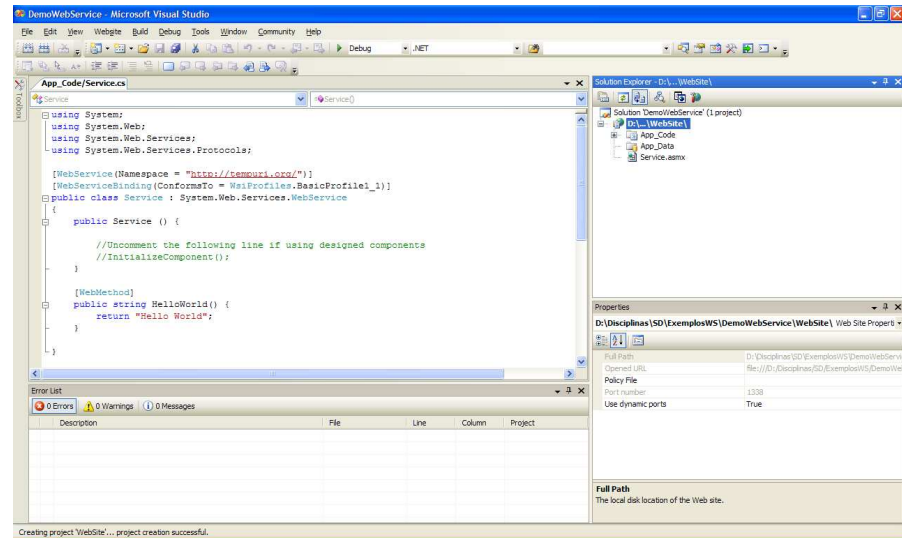 DemoWebService - Microsoft Visual Studio
File Edit View Website Build Debug Tools Window Community Help
Debug .NET
Toolbox
App_Code/Service.cs
Service Service()
using System;
using System.Web;
using System.Web.Services;
using System.Web.Services.Protocols;
[WebService(Namespace = "http://tempuri.org/")]
[WebServiceBinding(ConformsTo = WsiProfiles.BasicProfile1_1)]
public class Service : System.Web.Services.WebService
{
public Service () {
//Uncomment the following line if using designed components
//InitializeComponent();
}
[WebMethod]
public string HelloWorld() {
return "Hello World";
}
}
Error List
0 Errors 0 Warnings 0 Messages
Description File Line Column Project
Solution Explorer - D:\...\WebSite\
Solution 'DemoWebService' (1 project)
D:\...\WebSite\
App_Code
App_Data
Service.asmx
Properties
D:\Disciplinas\SD\ExemplosWS\DemoWebService\WebSite\ Web Site Properti
Full Path D:\Disciplinas\SD\ExemplosWS\DemoWebServi
Opened URL file:///D:/Disciplinas/SD/ExemplosWS/DemoWe
Policy File
Port number 1338
Use dynamic ports True
Full Path
The local disk location of the Web site.
Creating project 'WebSite'... project creation successful.